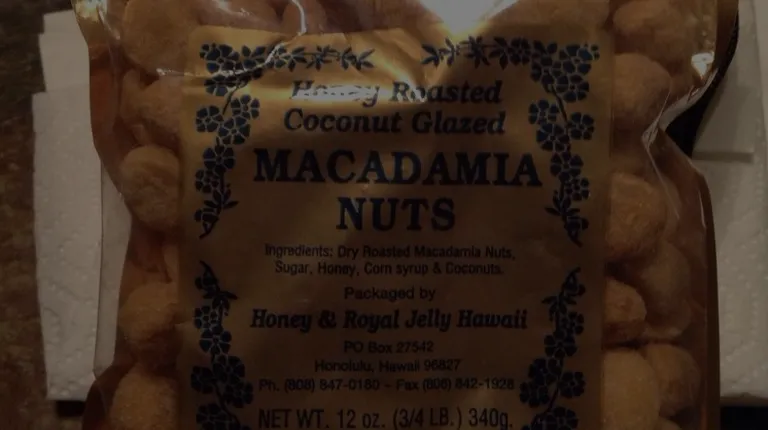 Honey Roasted
Coconut Glazed
MACADAMIA
NUTS
Ingredients: Dry Roasted Macadamia Nuts,
Sugar, Honey, Corn syrup & Coconuts.
Packaged by
Honey & Royal Jelly Hawaii
PO Box 27542
Honolulu, Hawaii 96827
Ph. (808) 847-0180 - Fax (808) 842-1928
NET WT. 12 oz. (3/4 LB.) 340g.